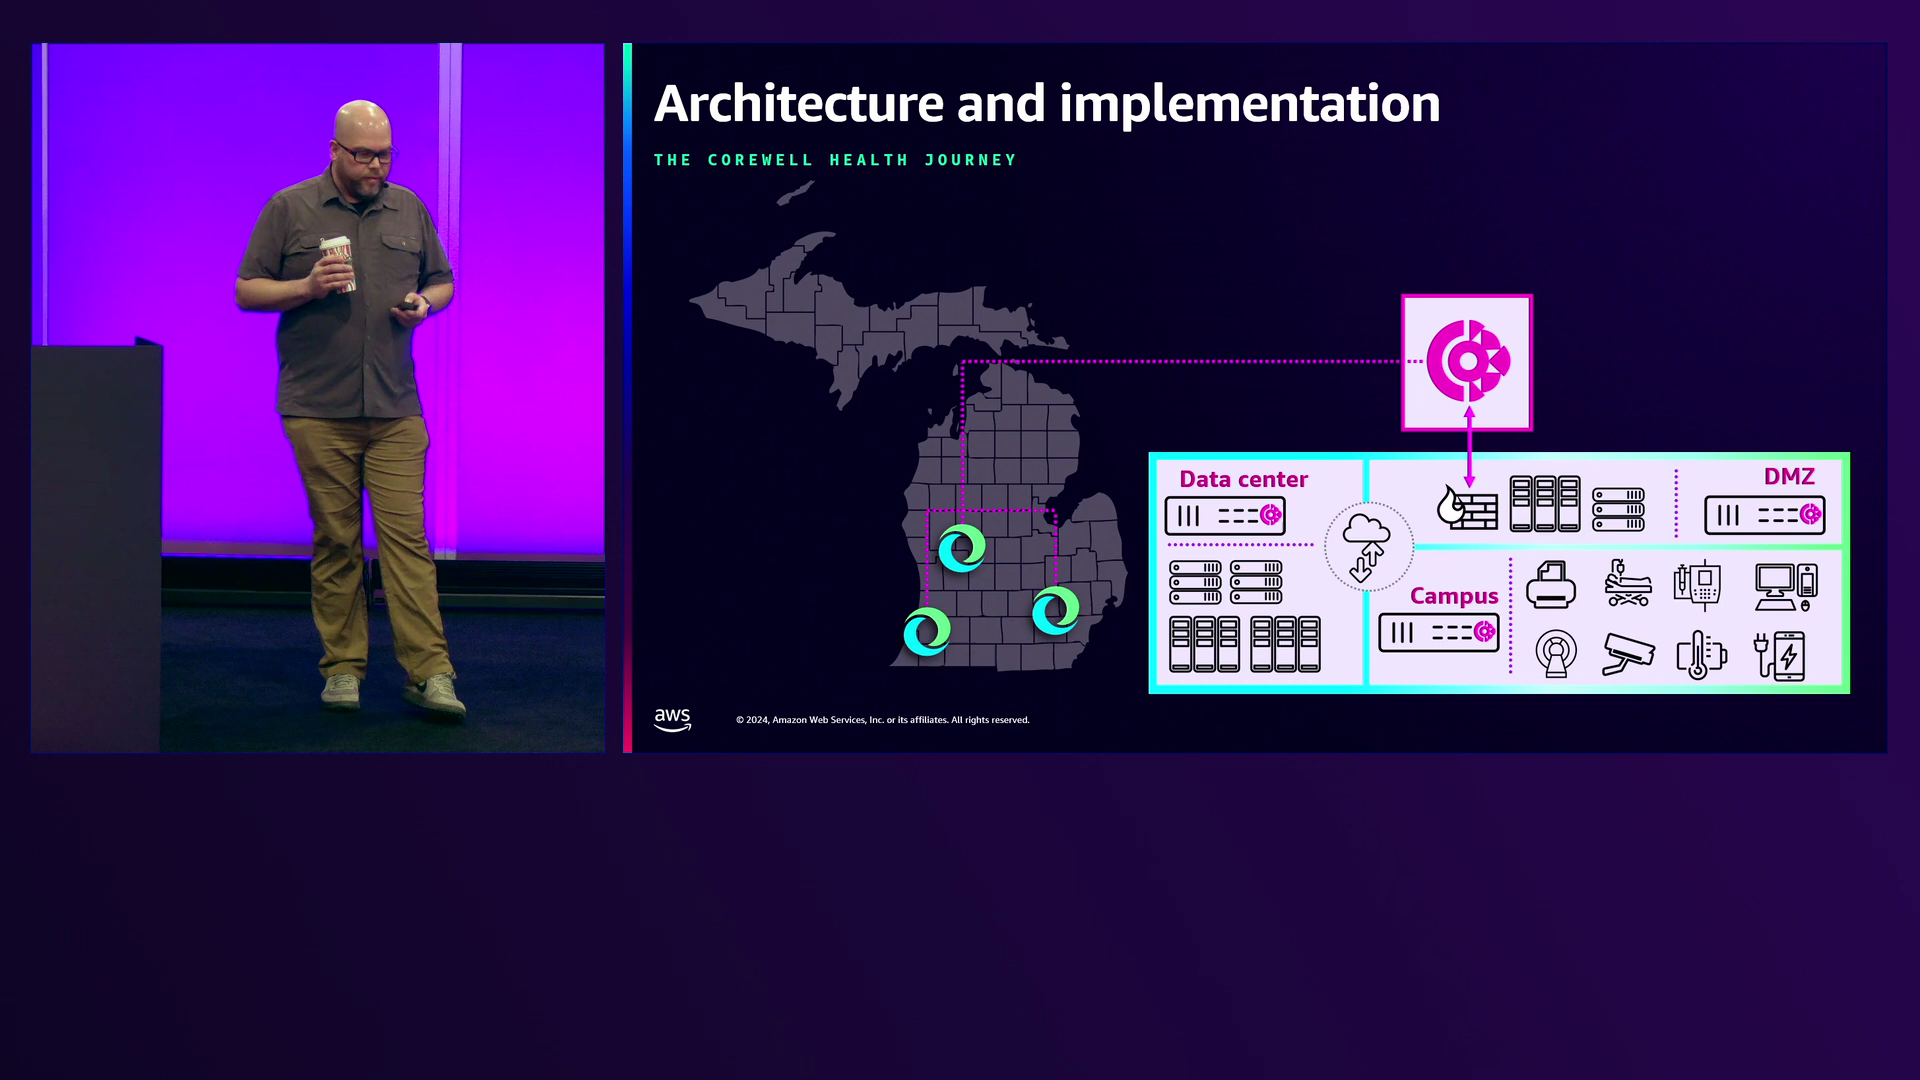 Architecture and implementation
THE COREWELL HEALTH JOURNEY
Data center
DMZ
Campus
aws
© 2024, Amazon Web Services, Inc. or its affiliates. All rights reserved.